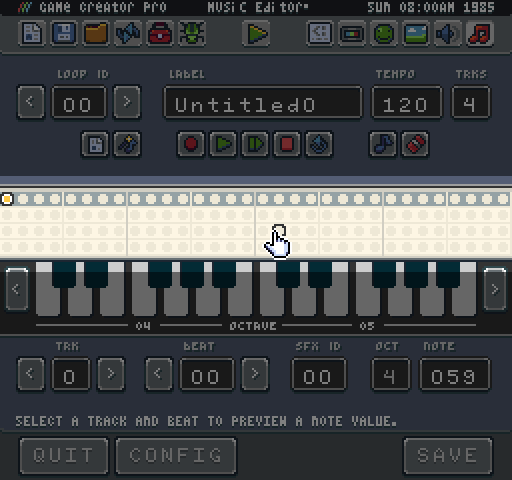 GAME CREATOR PRO MUSIC EDITOR* SUN 08:00AM 1985
LOOP ID LABEL TEMPO TRKS
< 00 > Untitled0 120 4
< >
04 OCTAVE 05
TRK BEAT SFX ID OCT NOTE
< 0 > < 00 > 00 4 059
SELECT A TRACK AND BEAT TO PREVIEW A NOTE VALUE.
QUIT CONFIG SAVE